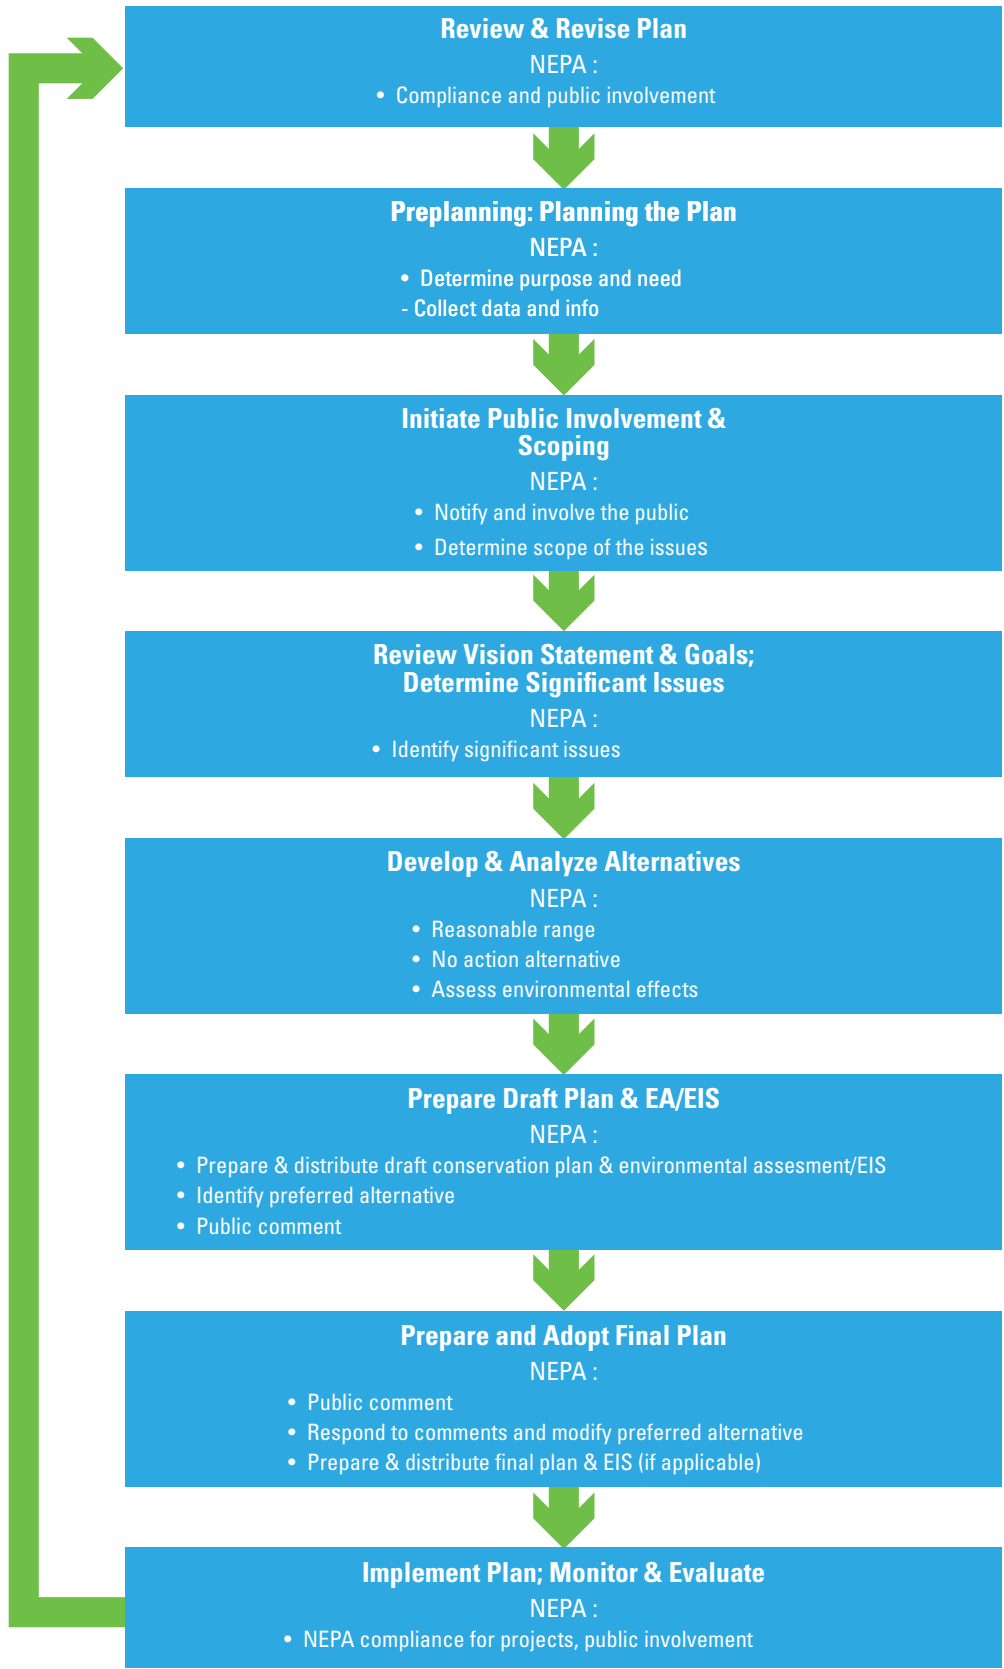 Review & Revise Plan
NEPA :
• Compliance and public involvement
Preplanning: Planning the Plan
NEPA :
• Determine purpose and need
- Collect data and info
Initiate Public Involvement &
Scoping
NEPA :
• Notify and involve the public
• Determine scope of the issues
Review Vision Statement & Goals;
Determine Significant Issues
NEPA :
• Identify significant issues
Develop & Analyze Alternatives
NEPA :
• Reasonable range
• No action alternative
• Assess environmental effects
Prepare Draft Plan & EA/EIS
NEPA :
• Prepare & distribute draft conservation plan & environmental assesment/EIS
• Identify preferred alternative
• Public comment
Prepare and Adopt Final Plan
NEPA :
• Public comment
• Respond to comments and modify preferred alternative
• Prepare & distribute final plan & EIS (if applicable)
Implement Plan; Monitor & Evaluate
NEPA :
• NEPA compliance for projects, public involvement